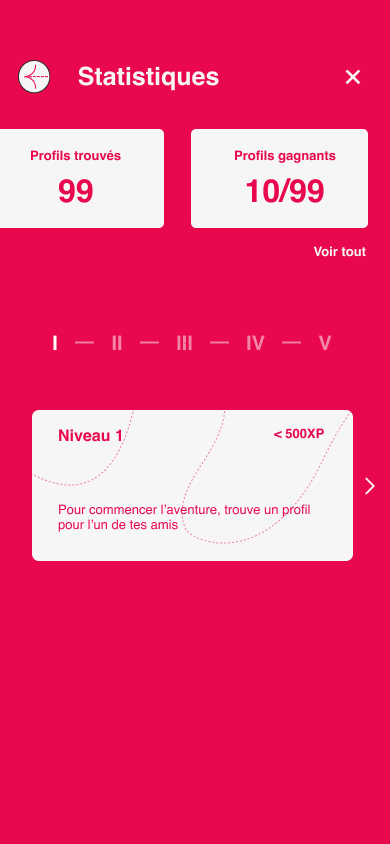 Statistiques
Profils trouvés
99
Profils gagnants
10/99
Voir tout
I — II — III — IV — V
Niveau 1
< 500XP
Pour commencer l'aventure, trouve un profil
pour l'un de tes amis